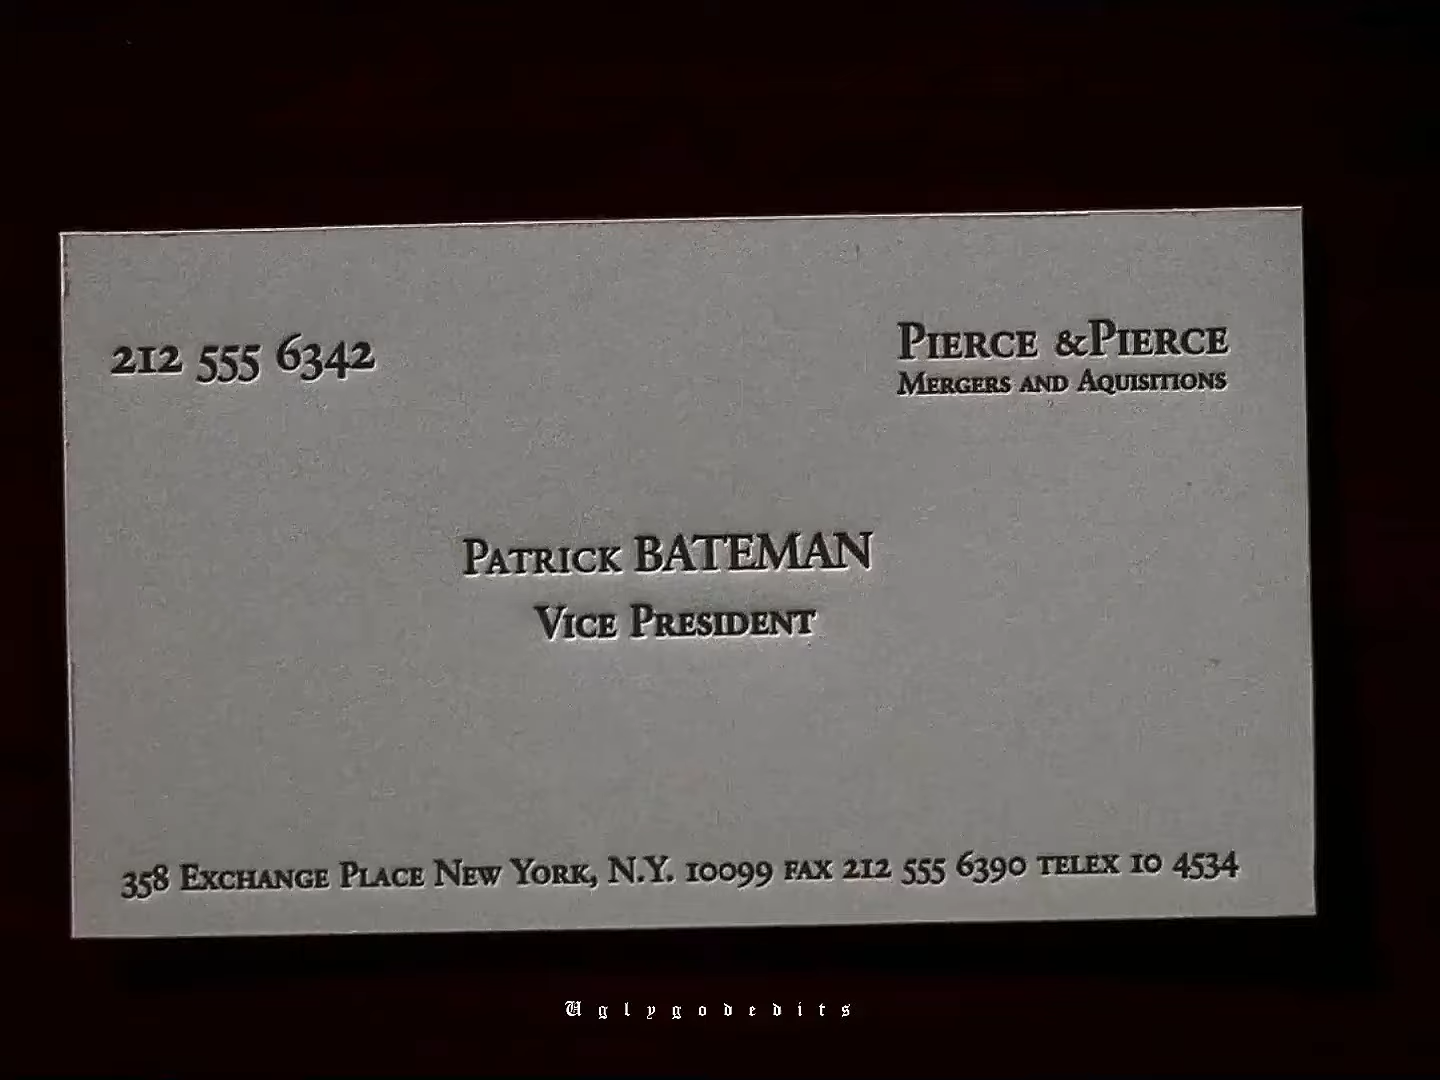 212 555 6342
PIERCE &PIERCE
MERGERS AND AQUISITIONS
PATRICK BATEMAN
VICE PRESIDENT
358 EXCHANGE PLACE NEW YORK, N.Y. 10099 FAX 212 555 6390 TELEX 10 4534
Uglygodedits